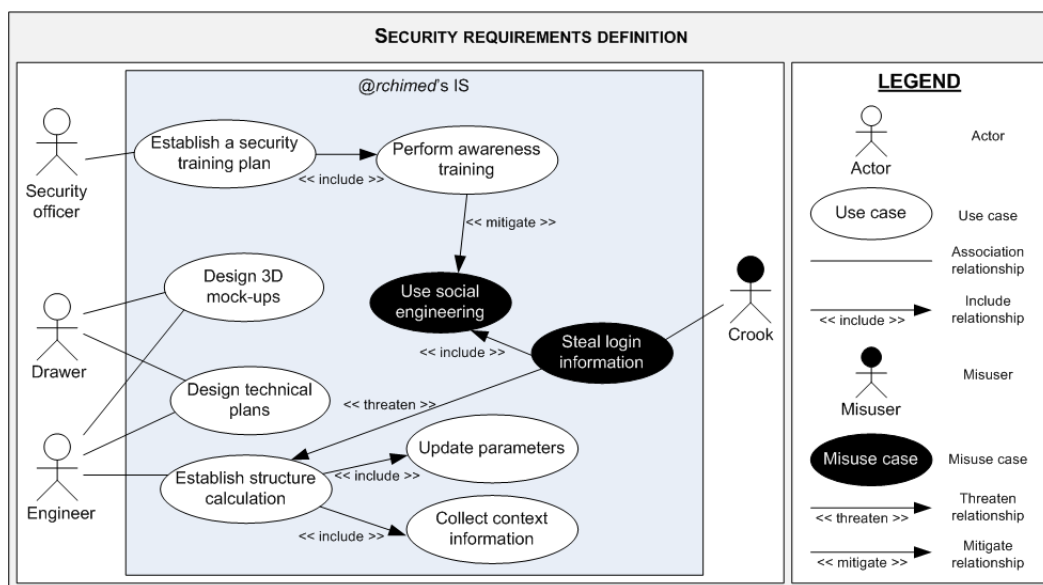 SECURITY REQUIREMENTS DEFINITION
@rchimed's IS
Security
officer
Establish a security
training plan
<< include >>
Perform awareness
training
<< mitigate >>
Design 3D
mock-ups
Use social
engineering
Crook
Drawer
<< include >>
Steal login
information
Design technical
plans
<< threaten >>
Update parameters
Engineer
Establish structure
calculation
<< include >>
<< include >>
Collect context
information
LEGEND
Actor
Actor
Use case
Use case
Association
relationship
<< include >>
Include
relationship
Misuser
Misuser
Misuse case
Misuse case
<< threaten >>
Threaten
relationship
<< mitigate >>
Mitigate
relationship